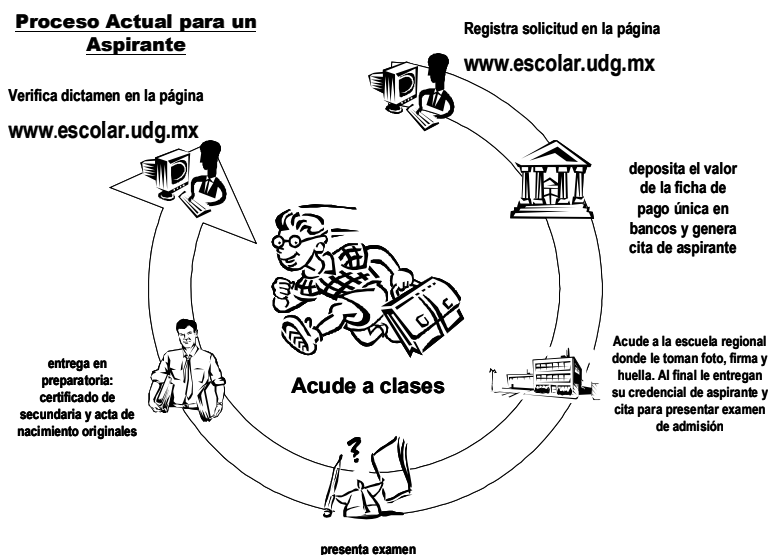 Proceso Actual para un
Aspirante
Registra solicitud en la página
www.escolar.udg.mx
deposita el valor
de la ficha de
pago única en
bancos y genera
cita de aspirante
Acude a la escuela regional
donde le toman foto, firma y
huella. Al final le entregan
su credencial de aspirante y
cita para presentar examen
de admisión
presenta examen
entrega en
preparatoria:
certificado de
secundaria y acta de
nacimiento originales
Verifica dictamen en la página
www.escolar.udg.mx
Acude a clases